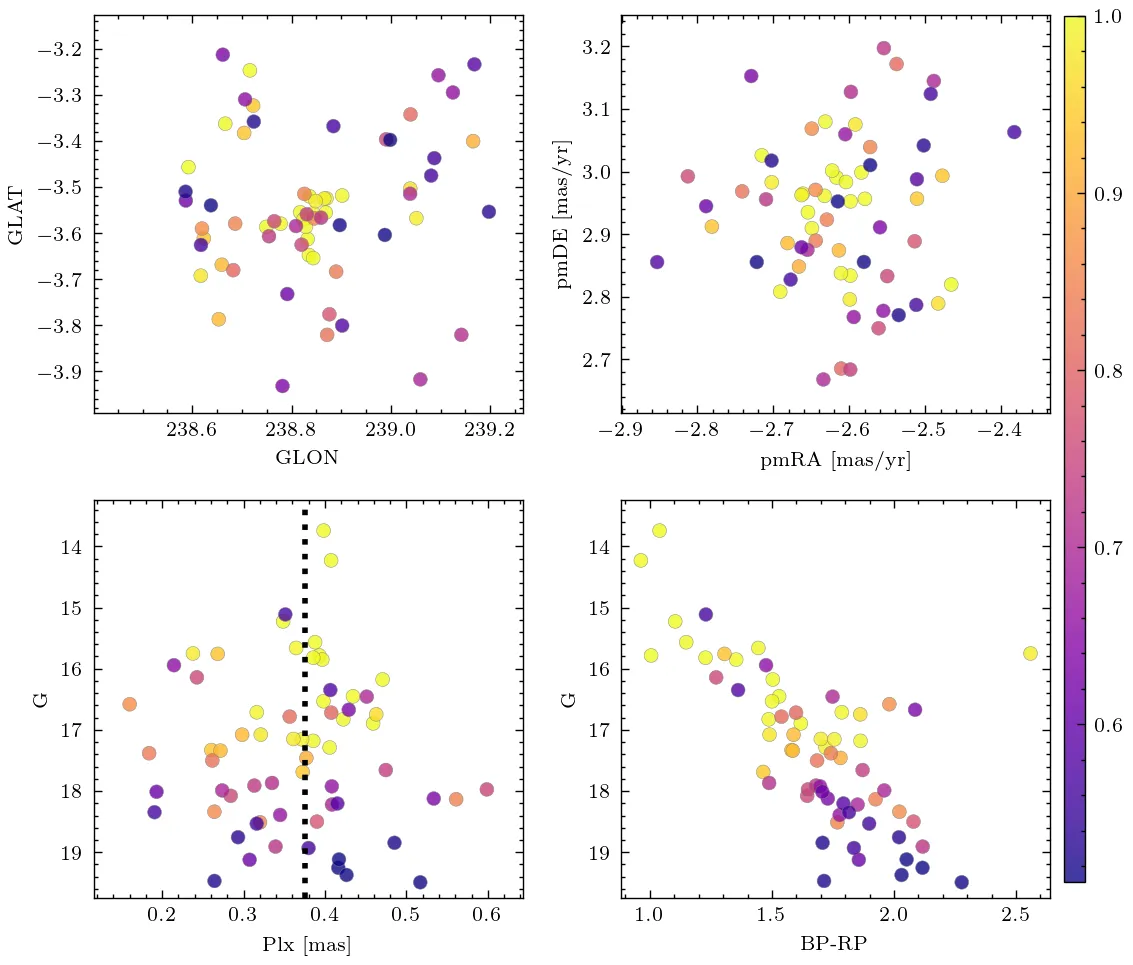 −3.2
−3.3
−3.4
−3.5
−3.6
−3.7
−3.8
−3.9
GLAT
238.6 238.8 239.0 239.2
GLON
3.2
3.1
3.0
2.9
2.8
2.7
pmDE [mas/yr]
−2.9 −2.8 −2.7 −2.6 −2.5 −2.4
pmRA [mas/yr]
14
15
16
17
18
19
G
0.2 0.3 0.4 0.5 0.6
Plx [mas]
14
15
16
17
18
19
G
1.0 1.5 2.0 2.5
BP-RP
1.0
0.9
0.8
0.7
0.6